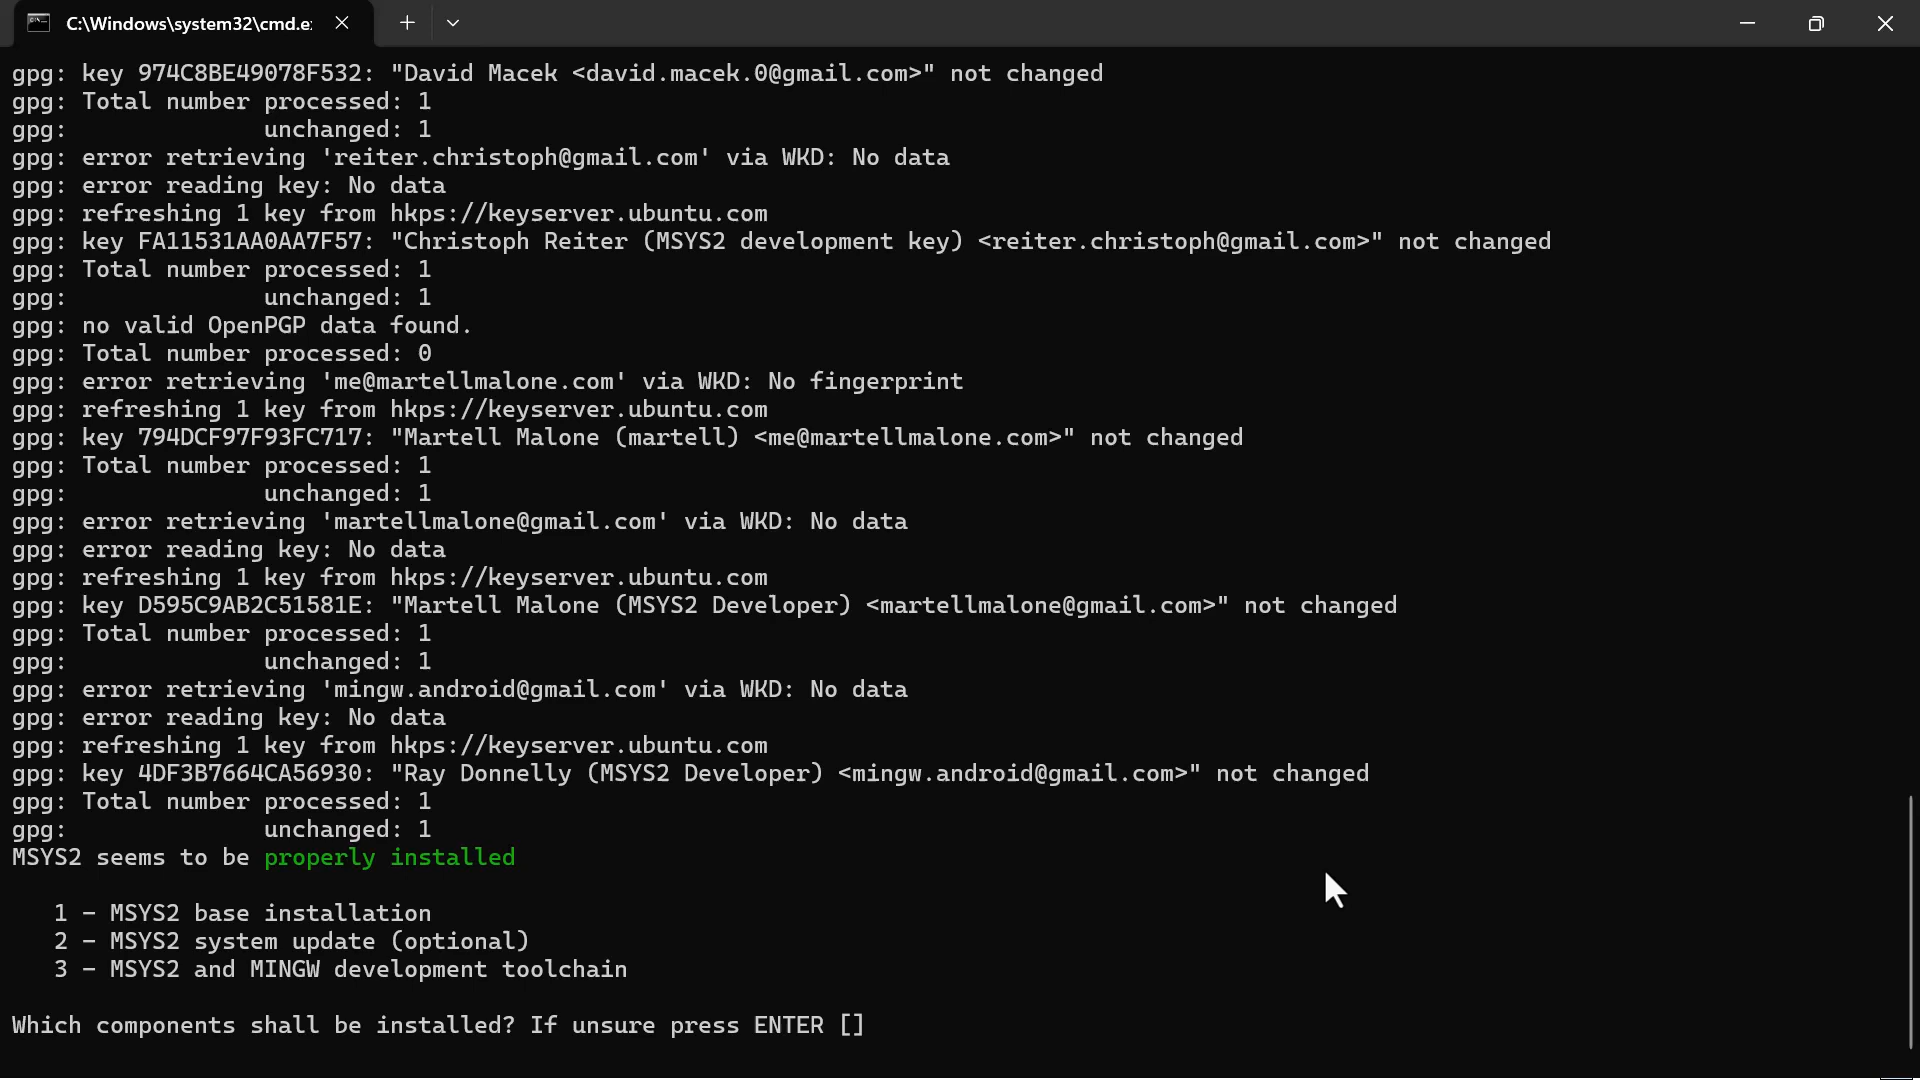 C:\Windows\system32\cmd.e
gpg: key 974C8BE49078F532: "David Macek <david.macek.0@gmail.com>" not changed
gpg: Total number processed: 1
gpg:              unchanged: 1
gpg: error retrieving 'reiter.christoph@gmail.com' via WKD: No data
gpg: error reading key: No data
gpg: refreshing 1 key from hkps://keyserver.ubuntu.com
gpg: key FA11531AA0AA7F57: "Christoph Reiter (MSYS2 development key) <reiter.christoph@gmail.com>" not changed
gpg: Total number processed: 1
gpg:              unchanged: 1
gpg: no valid OpenPGP data found.
gpg: Total number processed: 0
gpg: error retrieving 'me@martellmalone.com' via WKD: No fingerprint
gpg: refreshing 1 key from hkps://keyserver.ubuntu.com
gpg: key 794DCF97F93FC717: "Martell Malone (martell) <me@martellmalone.com>" not changed
gpg: Total number processed: 1
gpg:              unchanged: 1
gpg: error retrieving 'martellmalone@gmail.com' via WKD: No data
gpg: error reading key: No data
gpg: refreshing 1 key from hkps://keyserver.ubuntu.com
gpg: key D595C9AB2C51581E: "Martell Malone (MSYS2 Developer) <martellmalone@gmail.com>" not changed
gpg: Total number processed: 1
gpg:              unchanged: 1
gpg: error retrieving 'mingw.android@gmail.com' via WKD: No data
gpg: error reading key: No data
gpg: refreshing 1 key from hkps://keyserver.ubuntu.com
gpg: key 4DF3B7664CA56930: "Ray Donnelly (MSYS2 Developer) <mingw.android@gmail.com>" not changed
gpg: Total number processed: 1
gpg:              unchanged: 1
MSYS2 seems to be properly installed
1 - MSYS2 base installation
2 - MSYS2 system update (optional)
3 - MSYS2 and MINGW development toolchain
Which components shall be installed? If unsure press ENTER []